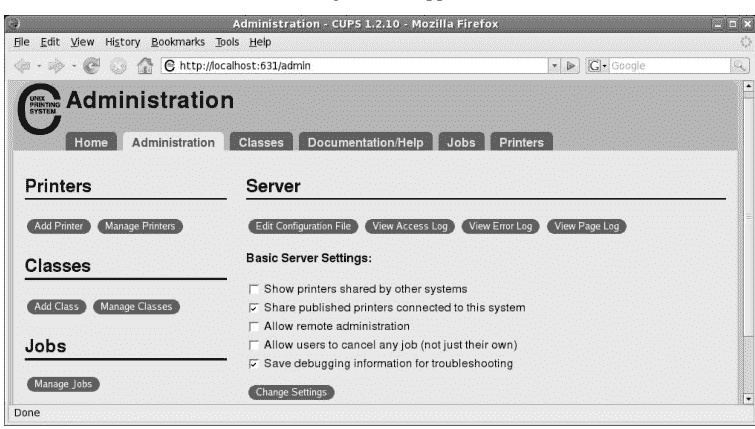 Administration - CUPS 1.2.10 - Mozilla Firefox
File Edit View History Bookmarks Tools Help
http://localhost:631/admin
Google
UNIX
PRINTING
SYSTEM
Administration
Home Administration Classes Documentation/Help Jobs Printers
Printers
Add Printer Manage Printers
Classes
Add Class Manage Classes
Jobs
Manage Jobs
Server
Edit Configuration File View Access Log View Error Log View Page Log
Basic Server Settings:
Show printers shared by other systems
Share published printers connected to this system
Allow remote administration
Allow users to cancel any job (not just their own)
Save debugging information for troubleshooting
Change Settings
Done